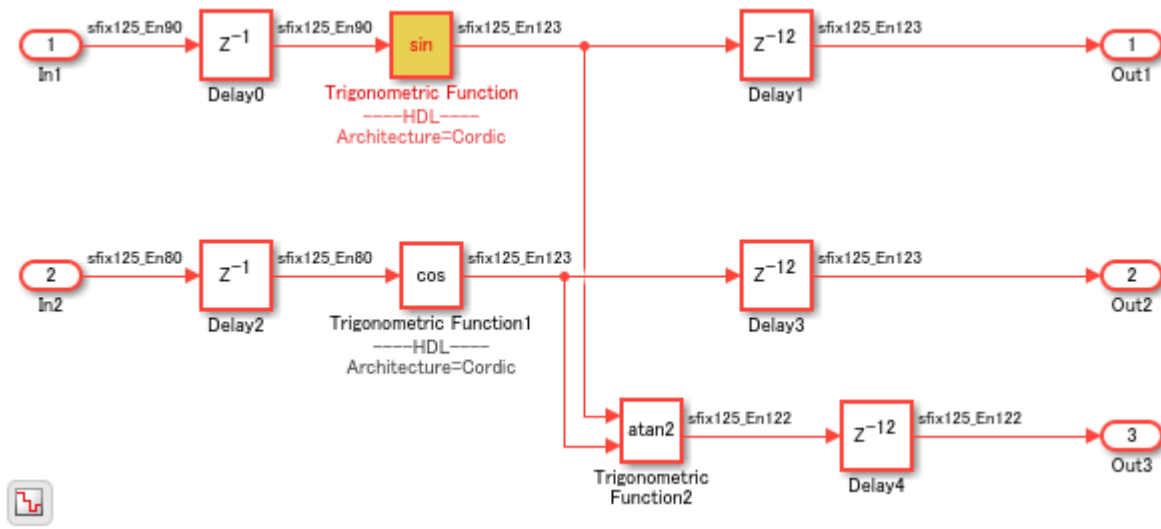 sfix125_En90
sfix125_En90
sfix125_En123
sfix125_En123
1
Z-1
sin
Z-12
1
In1
Delay0
Trigonometric Function
----HDL----
Architecture=Cordic
Delay1
Out1
sfix125_En80
sfix125_En80
sfix125_En123
sfix125_En123
2
Z-1
cos
Z-12
2
In2
Delay2
Trigonometric Function1
----HDL----
Architecture=Cordic
Delay3
Out2
sfix125_En122
sfix125_En122
atan2
Z-12
3
Trigonometric
Function2
Delay4
Out3